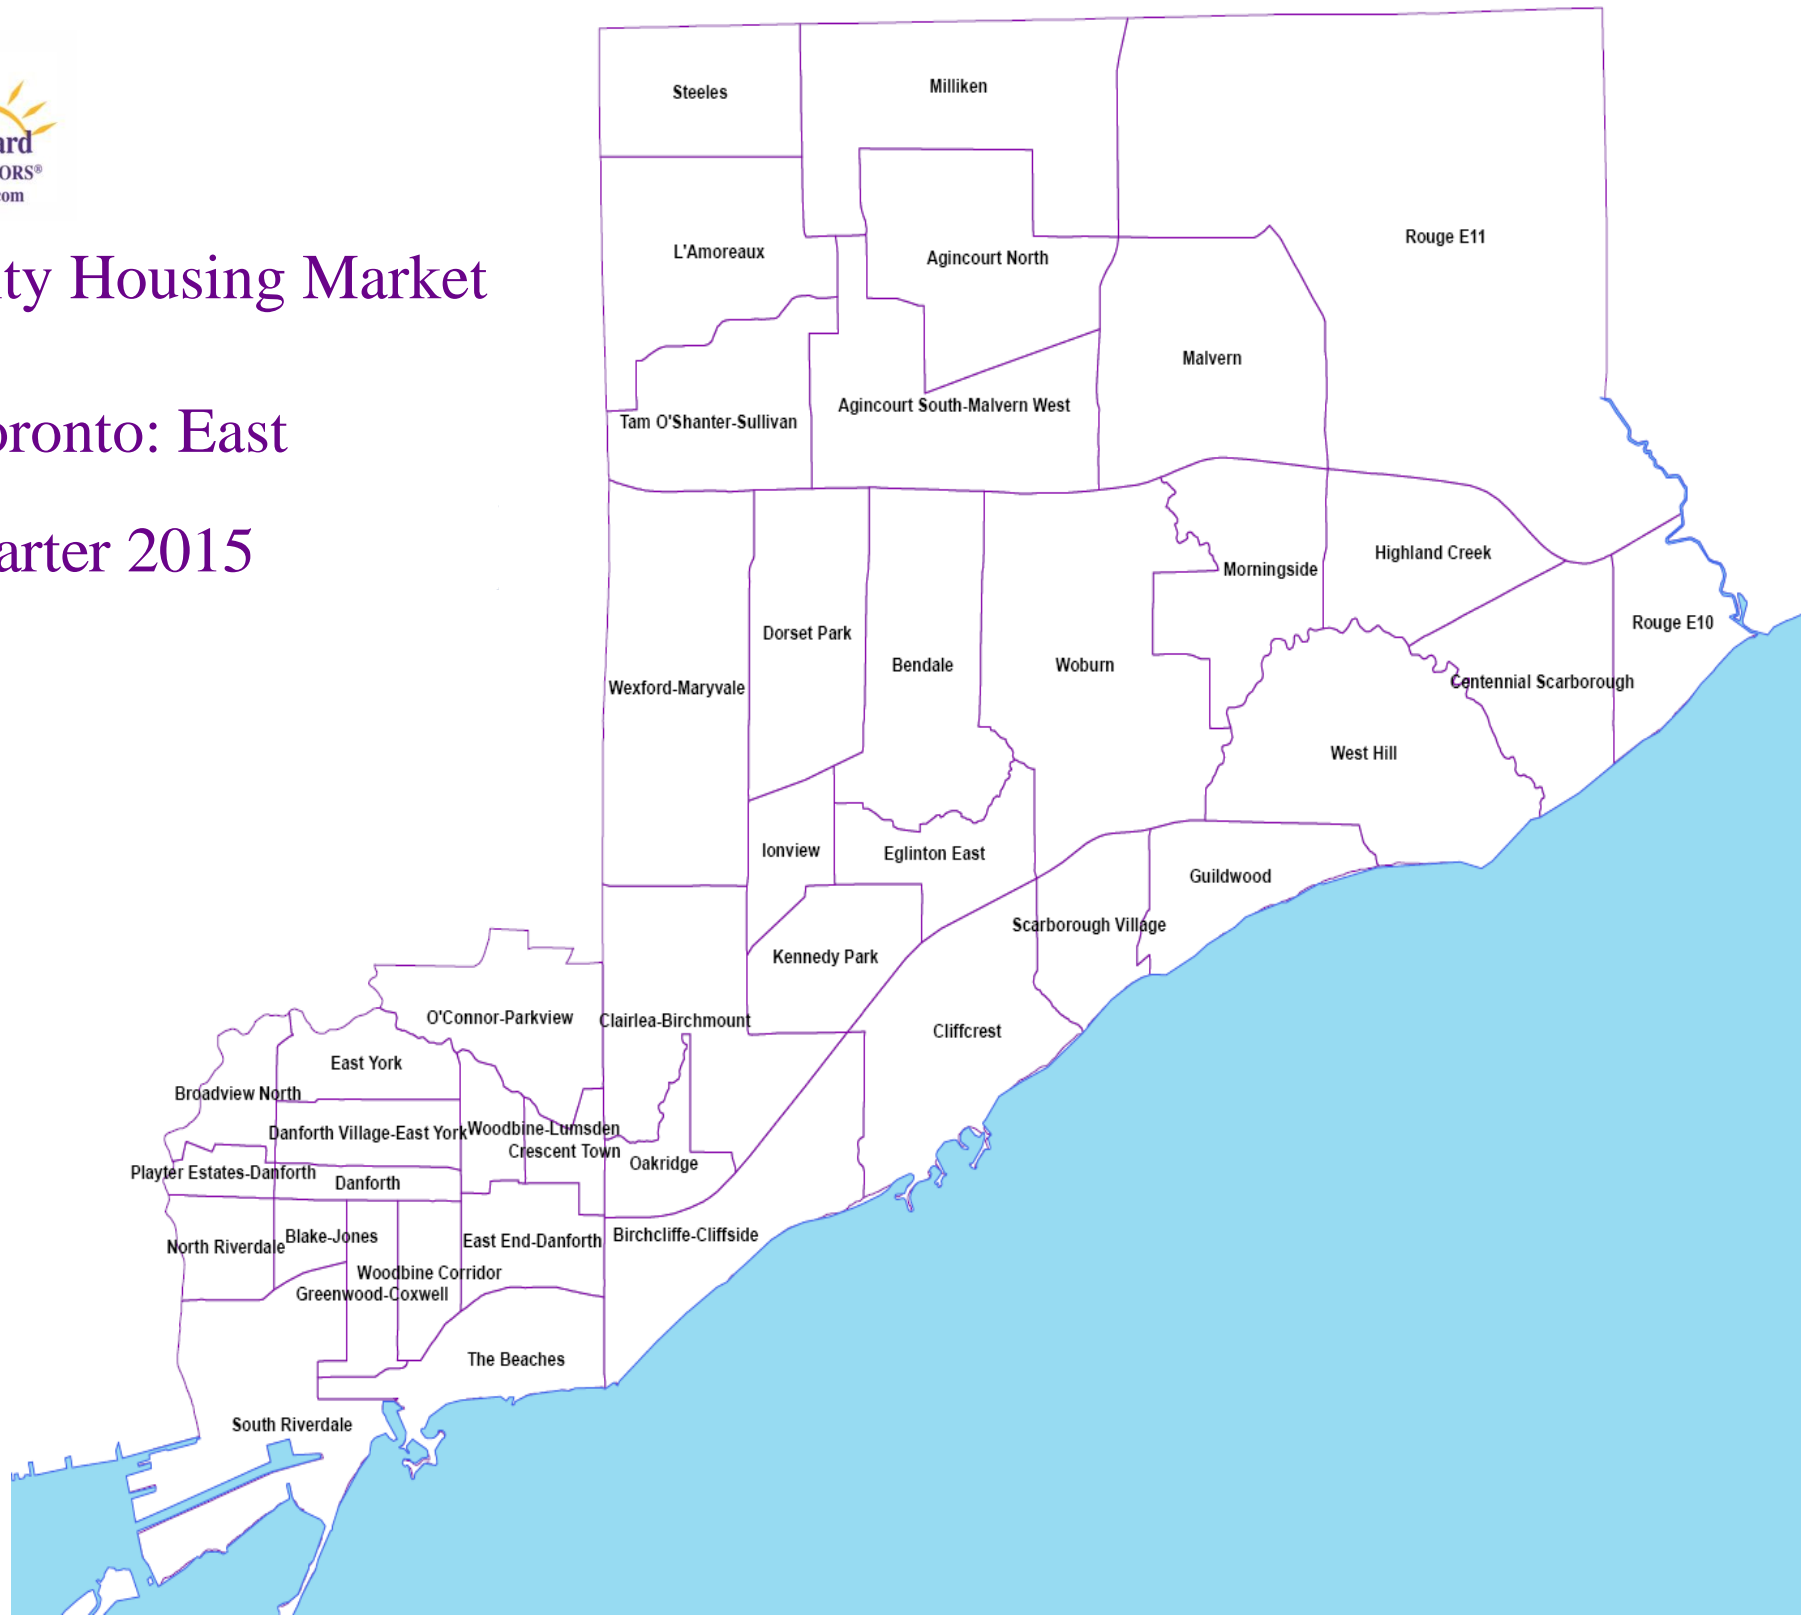 ard
ORS®
com
ty Housing Market
oronto: East
arter 2015
Steeles
Milliken
L'Amoreaux
Agincourt North
Rouge E11
Tam O'Shanter-Sullivan
Agincourt South-Malvern West
Malvern
Highland Creek
Morningside
Rouge E10
Dorset Park
Bendale
Woburn
Wexford-Maryvale
Centennial Scarborough
West Hill
Ionview
Eglinton East
Guildwood
Scarborough Village
Kennedy Park
O'Connor-Parkview
Clairlea-Birchmount
Cliffcrest
East York
Broadview North
Danforth Village-East York
Woodbine-Lumsden
Crescent Town
Oakridge
Playter Estates-Danforth
Danforth
North Riverdale
Blake-Jones
East End-Danforth
Birchcliffe-Cliffside
Woodbine Corridor
Greenwood-Coxwell
The Beaches
South Riverdale